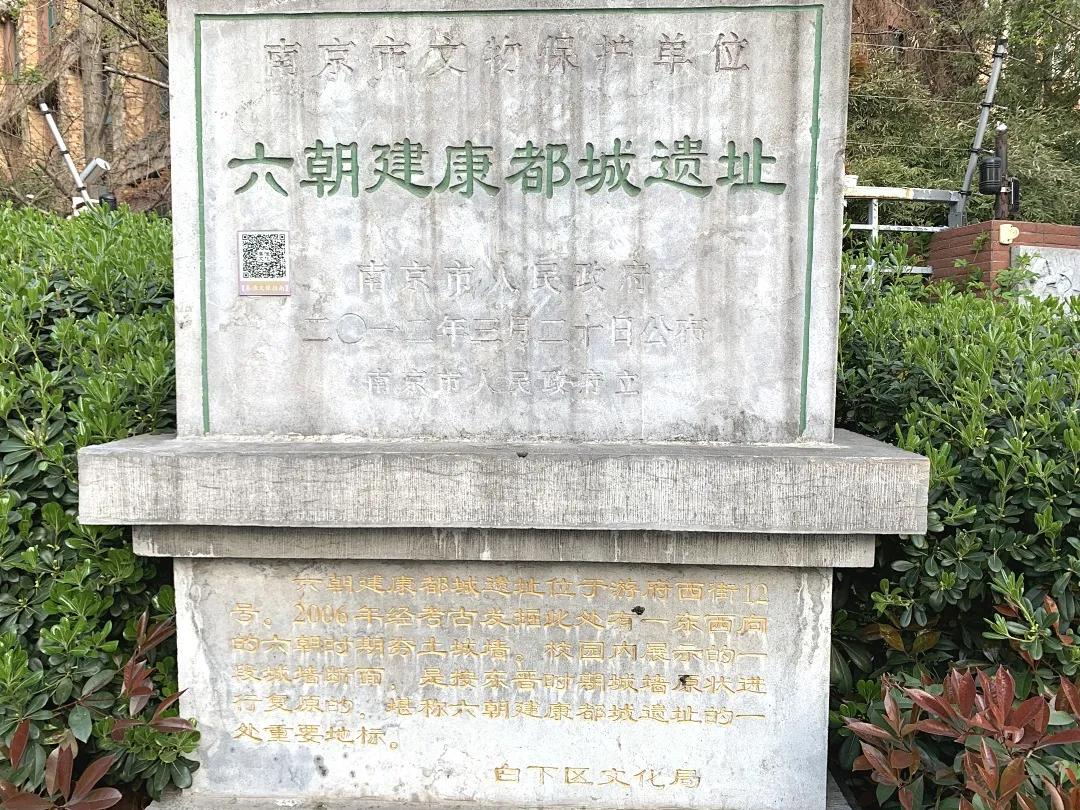 南京市文物保护单位
六朝建康都城遗址
南京市人民政府
二〇一二年三月二十日公布
南京市人民政府立
六朝建康都城遗址位于游府西街12
号。2006年经考古发掘此处有一东西向
的六朝时期夯土城墙。校园内展示的一
段城墙断面，是按东晋时期城墙原状进
行复原的，堪称六朝建康都城遗址的一
处重要地标。
白下区文化局